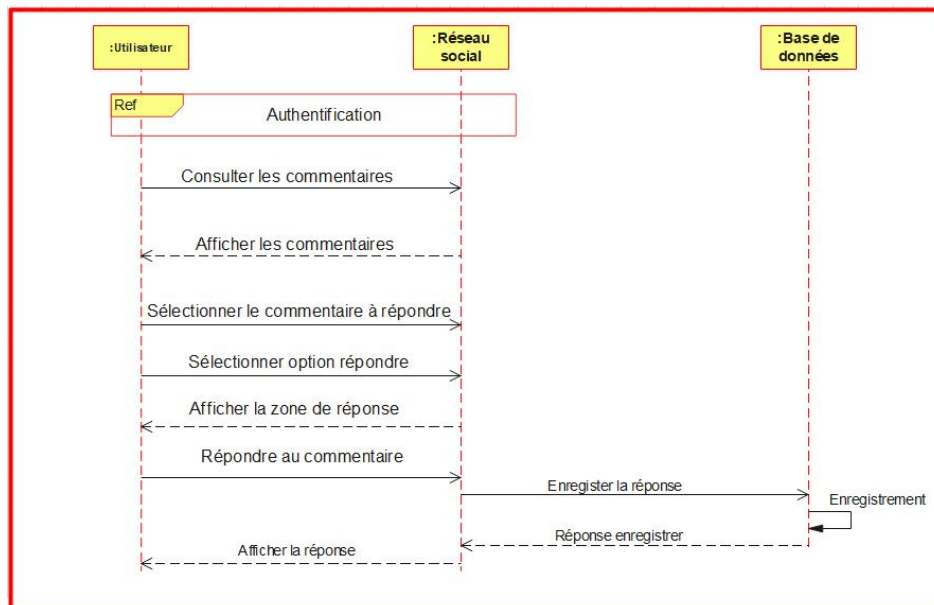 :Utilisateur
:Réseau
social
:Base de
données
Ref
Authentification
Consulter les commentaires
Afficher les commentaires
Sélectionner le commentaire à répondre
Sélectionner option répondre
Afficher la zone de réponse
Répondre au commentaire
Enregister la réponse
Enregistrement
Réponse enregistrer
Afficher la réponse